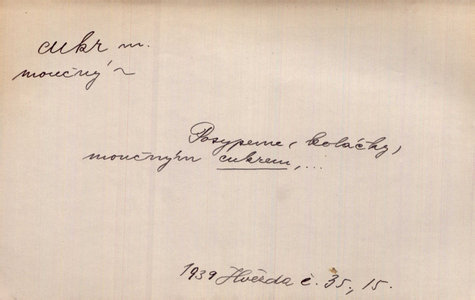 cukr m.
moučný ~
Posypeme (koláčky)
moučným cukrem, ...
1939 Hvězda č. 35, 15.